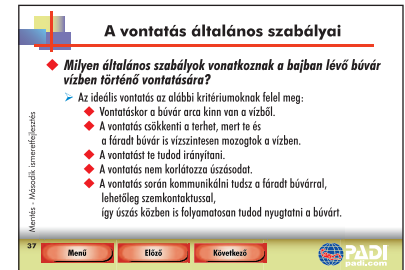 A vontatás általános szabályai
Milyen általános szabályok vonatkoznak a bajban lévő búvár
vízben történő vontatására?
Az ideális vontatás az alábbi kritériumoknak felel meg:
Vontatáskor a búvár arca kinn van a vízből.
A vontatás csökkenti a terhet, mert te és
a fáradt búvár is vízszintesen mozogtok a vízben.
A vontatást te tudod irányítani.
A vontatás nem korlátozza úszásodat.
A vontatás során kommunikálni tudsz a fáradt búvárral,
lehetőleg szemkontaktussal,
így úszás közben is folyamatosan tudod nyugtatni a búvárt.
Mentés - Második ismeretfejlesztés
37
Menü
Előző
Következő
PADI
padi.com